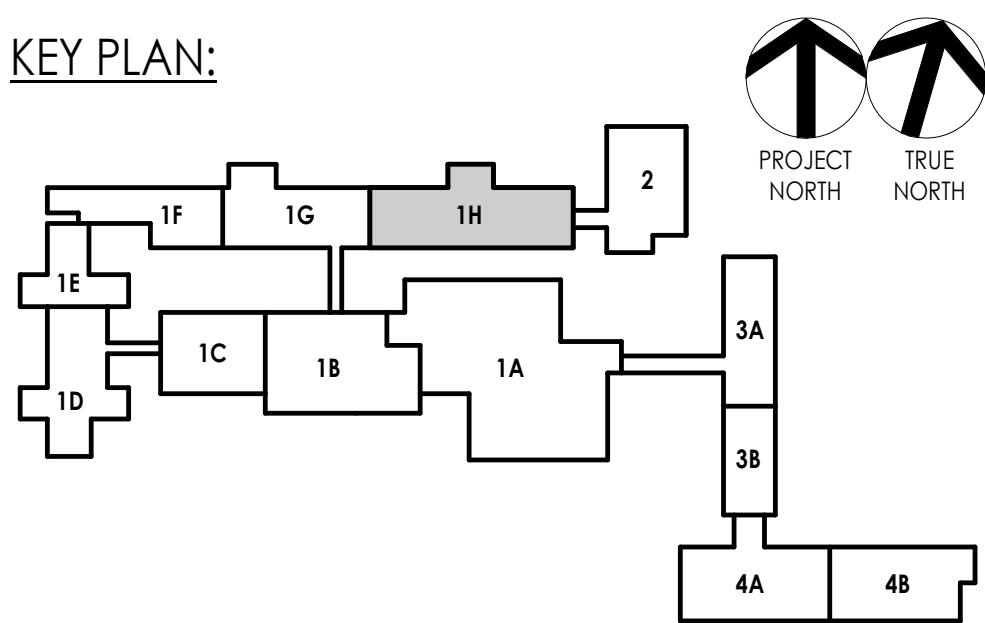 KEY PLAN:
PROJECT
NORTH
TRUE
NORTH
2
1F
1G
1H
1E
3A
1C
1B
1A
1D
3B
4A
4B